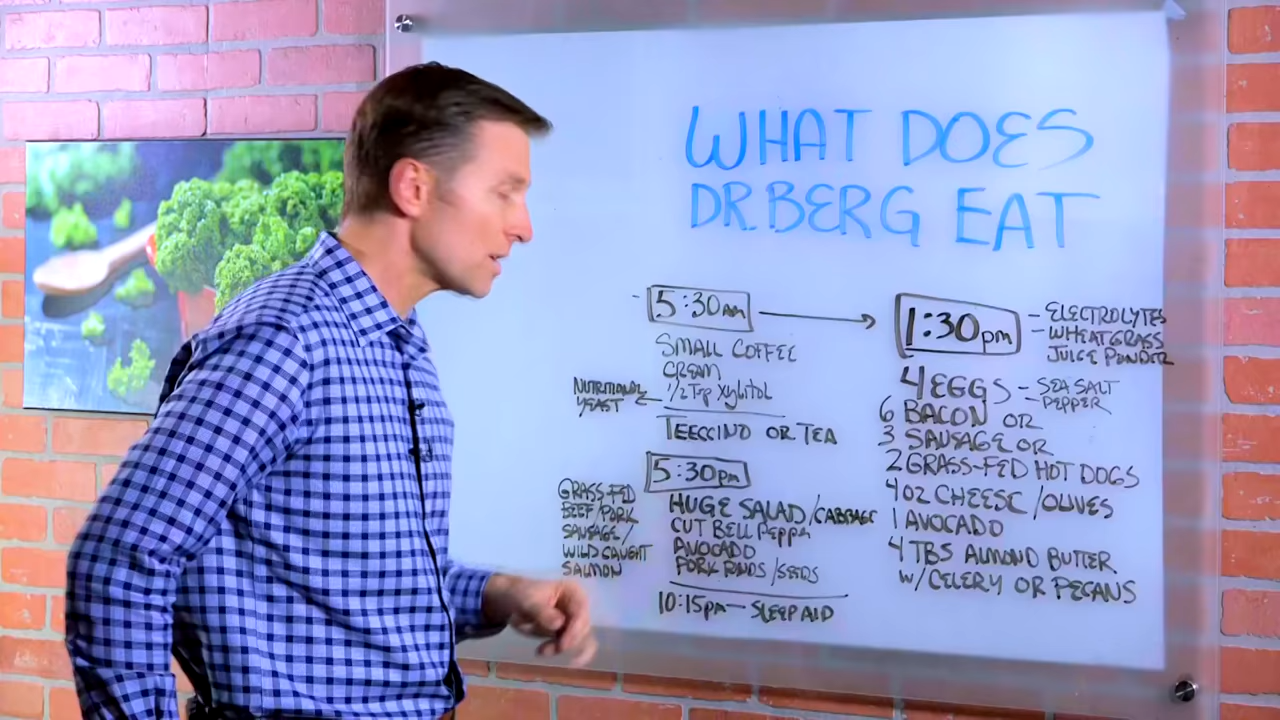 WHAT DOES
DR. BERG EAT
5:30am
SMALL COFFEE
CREAM
1/2 Tsp Xylitol
NUTRITIONAL
YEAST
TEECCINO OR TEA
5:30pm
GRASS-FED
BEEF/PORK
SAUSAGE/
WILD CAUGHT
SALMON
HUGE SALAD/CABBAGE
CUT BELL PEPPR
AVOCADO
PORK RINDS/SEEDS
10:15pm — SLEEP AID
1:30pm
- ELECTROLYTES
- WHEATGRASS
JUICE POWDER
4 EGGS - SEA SALT
- PEPPER
6 BACON OR
3 SAUSAGE OR
2 GRASS-FED HOT DOGS
4 OZ CHEESE/OLIVES
1 AVOCADO
4 TBS ALMOND BUTTER
W/CELERY OR PECANS